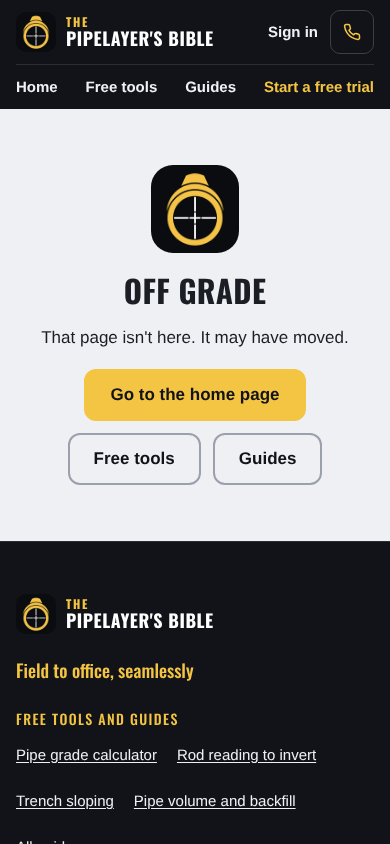 THE
PIPELAYER'S BIBLE
Sign in
Home Free tools Guides Start a free trial
OFF GRADE
That page isn't here. It may have moved.
Go to the home page
Free tools Guides
THE
PIPELAYER'S BIBLE
Field to office, seamlessly
FREE TOOLS AND GUIDES
Pipe grade calculator Rod reading to invert
Trench sloping Pipe volume and backfill